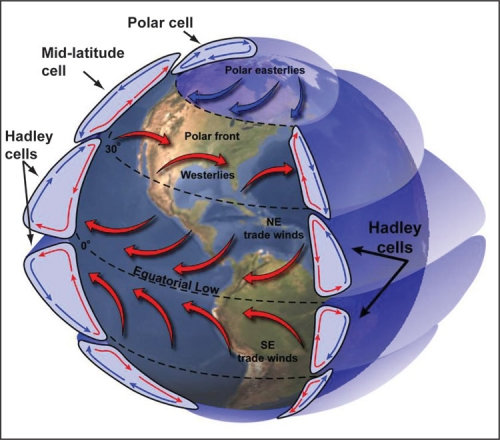 Polar cell
Mid-latitude
cell
Polar easterlies
Hadley
cells
Polar front
30°
Westerlies
NE
trade winds
Hadley
cells
0°
Equatorial Low
SE
trade winds